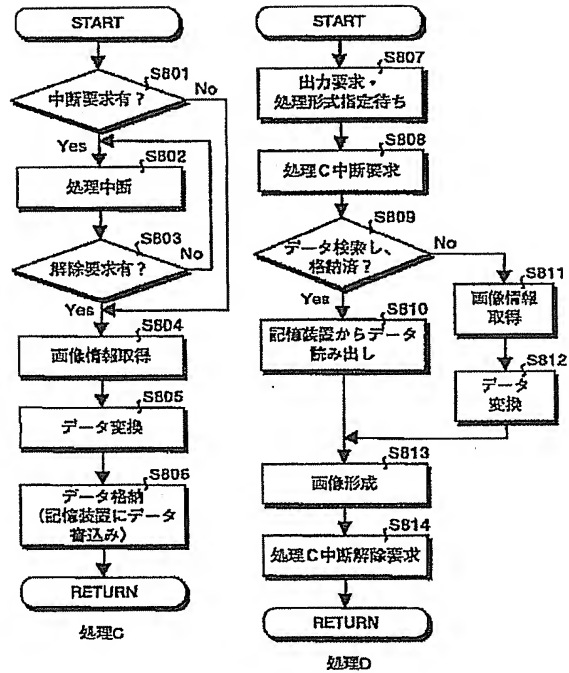 START
S801
中断要求有？
No
Yes
S802
処理中断
S803
解除要求有？
No
Yes
S804
画像情報取得
S805
データ変換
S806
データ格納
(記憶装置にデータ
書込み)
RETURN
処理C
START
S807
出力要求・
処理形式指定待ち
S808
処理C中断要求
S809
データ検索し、
格納済？
No
Yes
S810
記憶装置からデータ
読み出し
S811
画像情報
取得
S812
データ
変換
S813
画像形成
S814
処理C中断解除要求
RETURN
処理D